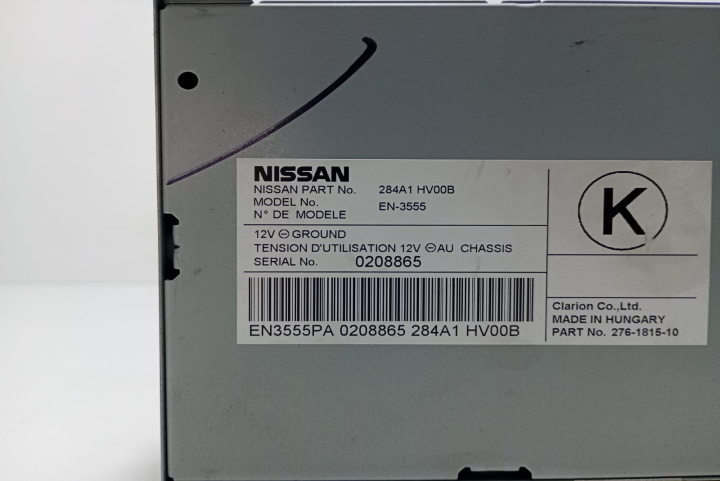 NISSAN
NISSAN PART No. 284A1 HV00B
MODEL No. EN-3555
N° DE MODELE
12V ⊖ GROUND
TENSION D'UTILISATION 12V ⊖ AU CHASSIS
SERIAL No. 0208865
EN3555PA 0208865 284A1 HV00B
K
Clarion Co.,Ltd.
MADE IN HUNGARY
PART No. 276-1815-10